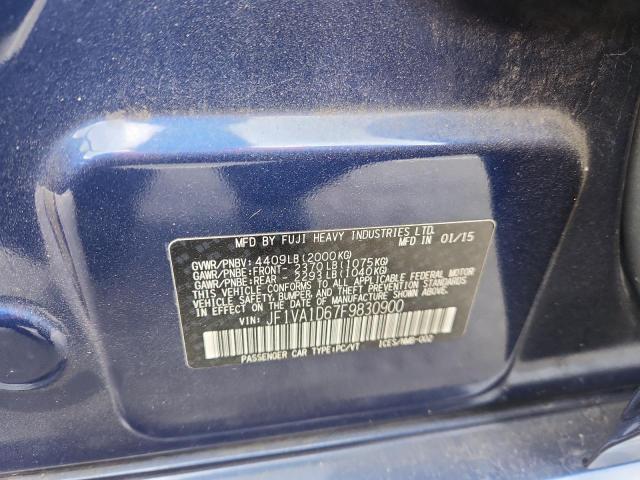 MFD BY FUJI HEAVY INDUSTRIES LTD.
MFD IN 01/15
GVWR/PNBV: 4409LB(2000KG)
GAWR/PNBE:FRONT - 2370LB(1075KG)
GAWR/PNBE:REAR - 2293LB(1040KG)
THIS VEHICLE CONFORMS TO ALL APPLICABLE FEDERAL MOTOR
VEHICLE SAFETY, BUMPER AND THEFT PREVENTION STANDARDS
IN EFFECT ON THE DATE OF MANUFACTURE SHOWN ABOVE.
VIN: JF1VA1D67F9830900
PASSENGER CAR TYPE:PC/VT ICES/NMB-002